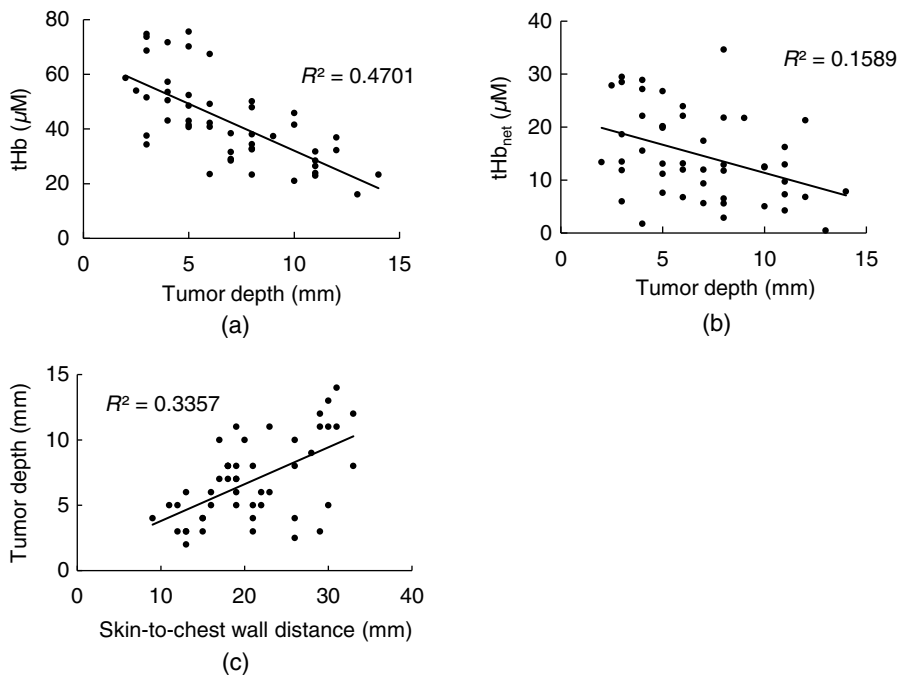 80
60
40
20
0
tHb (µM)
R² = 0.4701
0 5 10 15
Tumor depth (mm)
(a)
40
30
20
10
0
tHb_net (µM)
R² = 0.1589
0 5 10 15
Tumor depth (mm)
(b)
15
10
5
0
Tumor depth (mm)
R² = 0.3357
0 10 20 30 40
Skin-to-chest wall distance (mm)
(c)